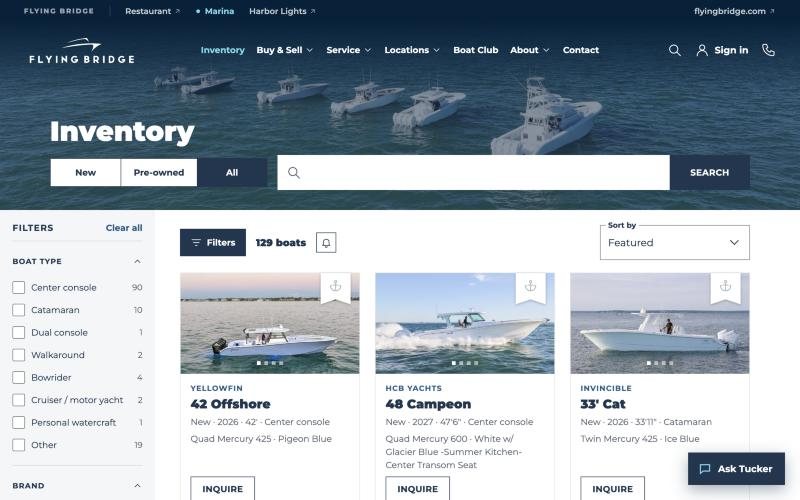 FLYING BRIDGE
Restaurant ↗
Marina
Harbor Lights ↗
flyingbridge.com ↗
FLYING BRIDGE
Inventory
Buy & Sell
Service
Locations
Boat Club
About
Contact
Sign in
Inventory
New
Pre-owned
All
SEARCH
FILTERS
Clear all
BOAT TYPE
Center console 90
Catamaran 10
Dual console 1
Walkaround 2
Bowrider 4
Cruiser / motor yacht 2
Personal watercraft 1
Other 19
BRAND
Filters
129 boats
Sort by
Featured
YELLOWFIN
42 Offshore
New · 2026 · 42' · Center console
Quad Mercury 425 · Pigeon Blue
INQUIRE
HCB YACHTS
48 Campeon
New · 2027 · 47'6" · Center console
Quad Mercury 600 · White w/
Glacier Blue -Summer Kitchen-
Center Transom Seat
INQUIRE
INVINCIBLE
33' Cat
New · 2026 · 33'11" · Catamaran
Twin Mercury 425 · Ice Blue
INQUIRE
Ask Tucker